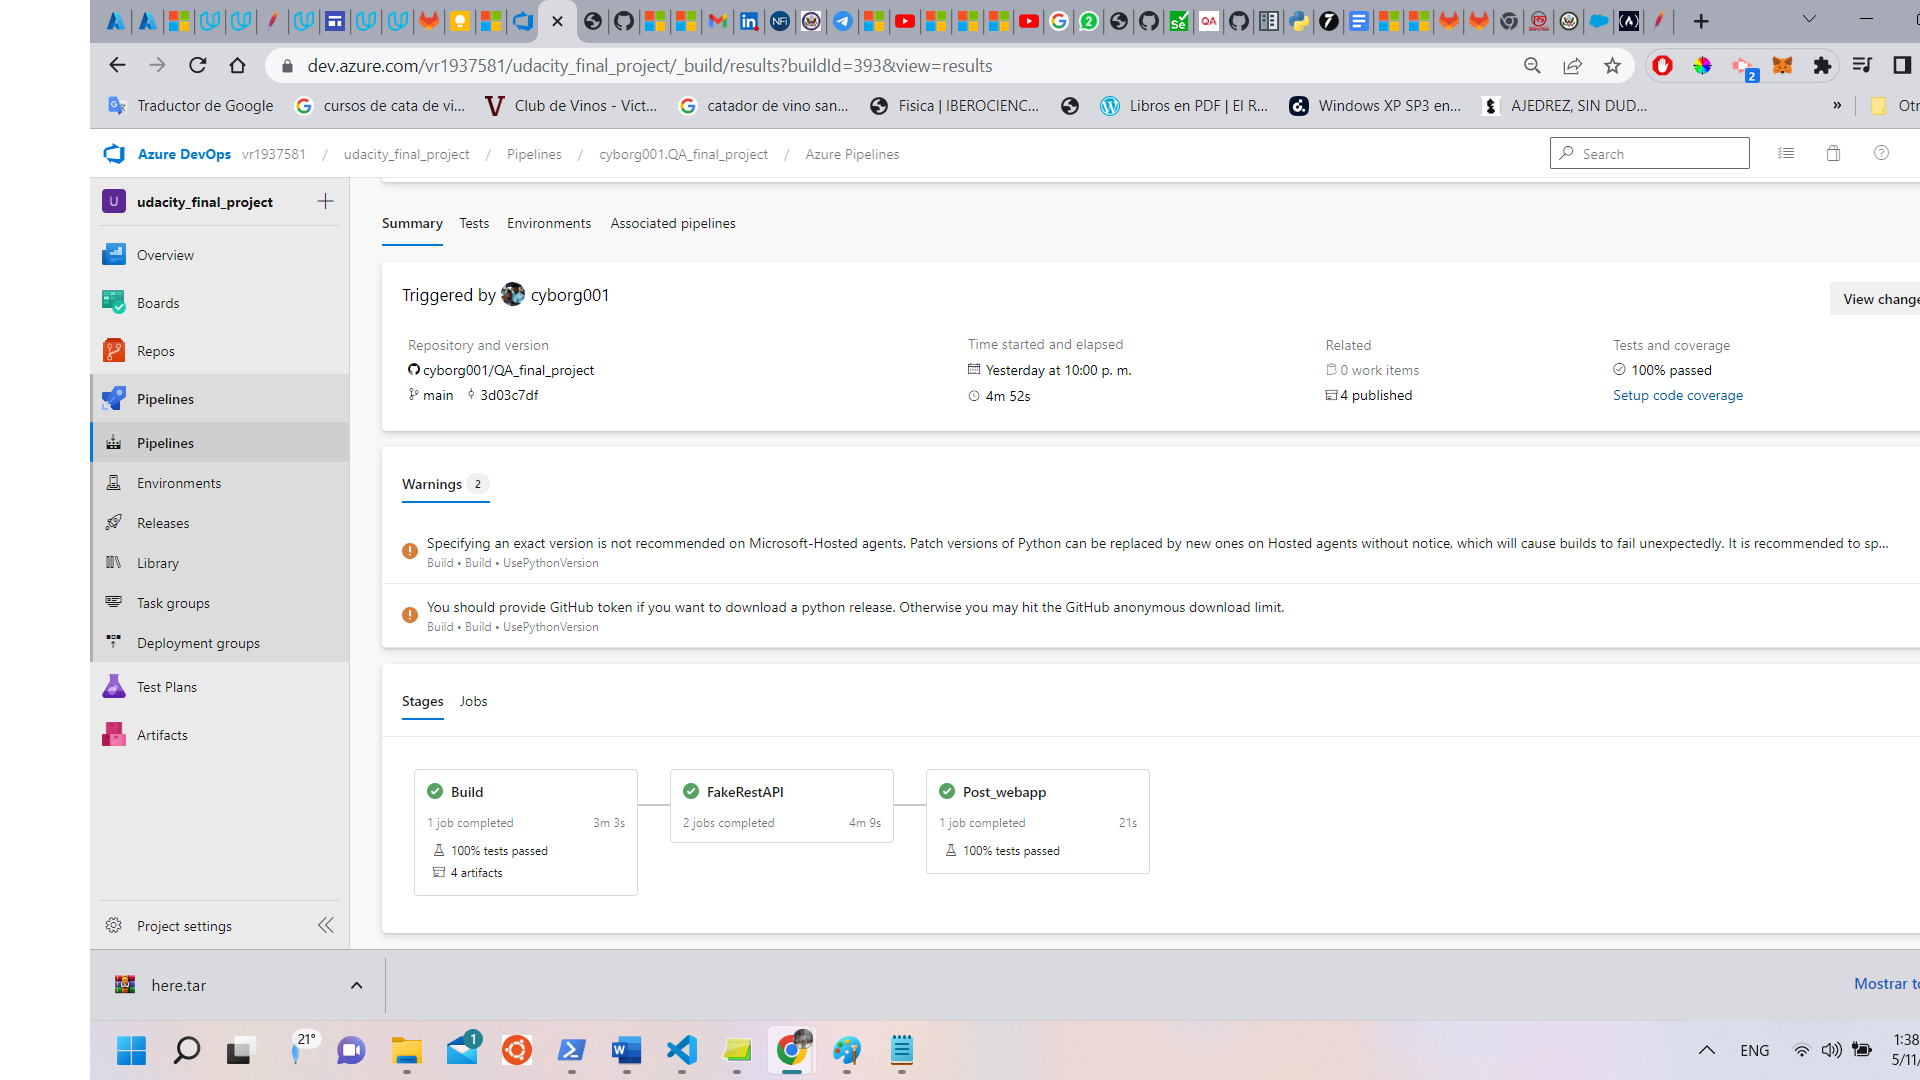 dev.azure.com/vr1937581/udacity_final_project/_build/results?buildId=393&view=results
2
Traductor de Google
cursos de cata de vi...
Club de Vinos - Vict...
catador de vino san...
Fisica | IBEROCIENC...
Libros en PDF | El R...
Windows XP SP3 en...
AJEDREZ, SIN DUD...
»
Azure DevOps vr1937581 / udacity_final_project / Pipelines / cyborg001.QA_final_project / Azure Pipelines
Search
U udacity_final_project
Overview
Boards
Repos
Pipelines
Pipelines
Environments
Releases
Library
Task groups
Deployment groups
Test Plans
Artifacts
Project settings
Summary Tests Environments Associated pipelines
Triggered by cyborg001
View change
Repository and version
cyborg001/QA_final_project
main 3d03c7df
Time started and elapsed
Yesterday at 10:00 p. m.
4m 52s
Related
0 work items
4 published
Tests and coverage
100% passed
Setup code coverage
Warnings 2
Specifying an exact version is not recommended on Microsoft-Hosted agents. Patch versions of Python can be replaced by new ones on Hosted agents without notice, which will cause builds to fail unexpectedly. It is recommended to sp...
Build • Build • UsePythonVersion
You should provide GitHub token if you want to download a python release. Otherwise you may hit the GitHub anonymous download limit.
Build • Build • UsePythonVersion
Stages Jobs
Build
1 job completed 3m 3s
100% tests passed
4 artifacts
FakeRestAPI
2 jobs completed 4m 9s
Post_webapp
1 job completed 21s
100% tests passed
here.tar
Mostrar to
21°
1
ENG
1:38
5/11/